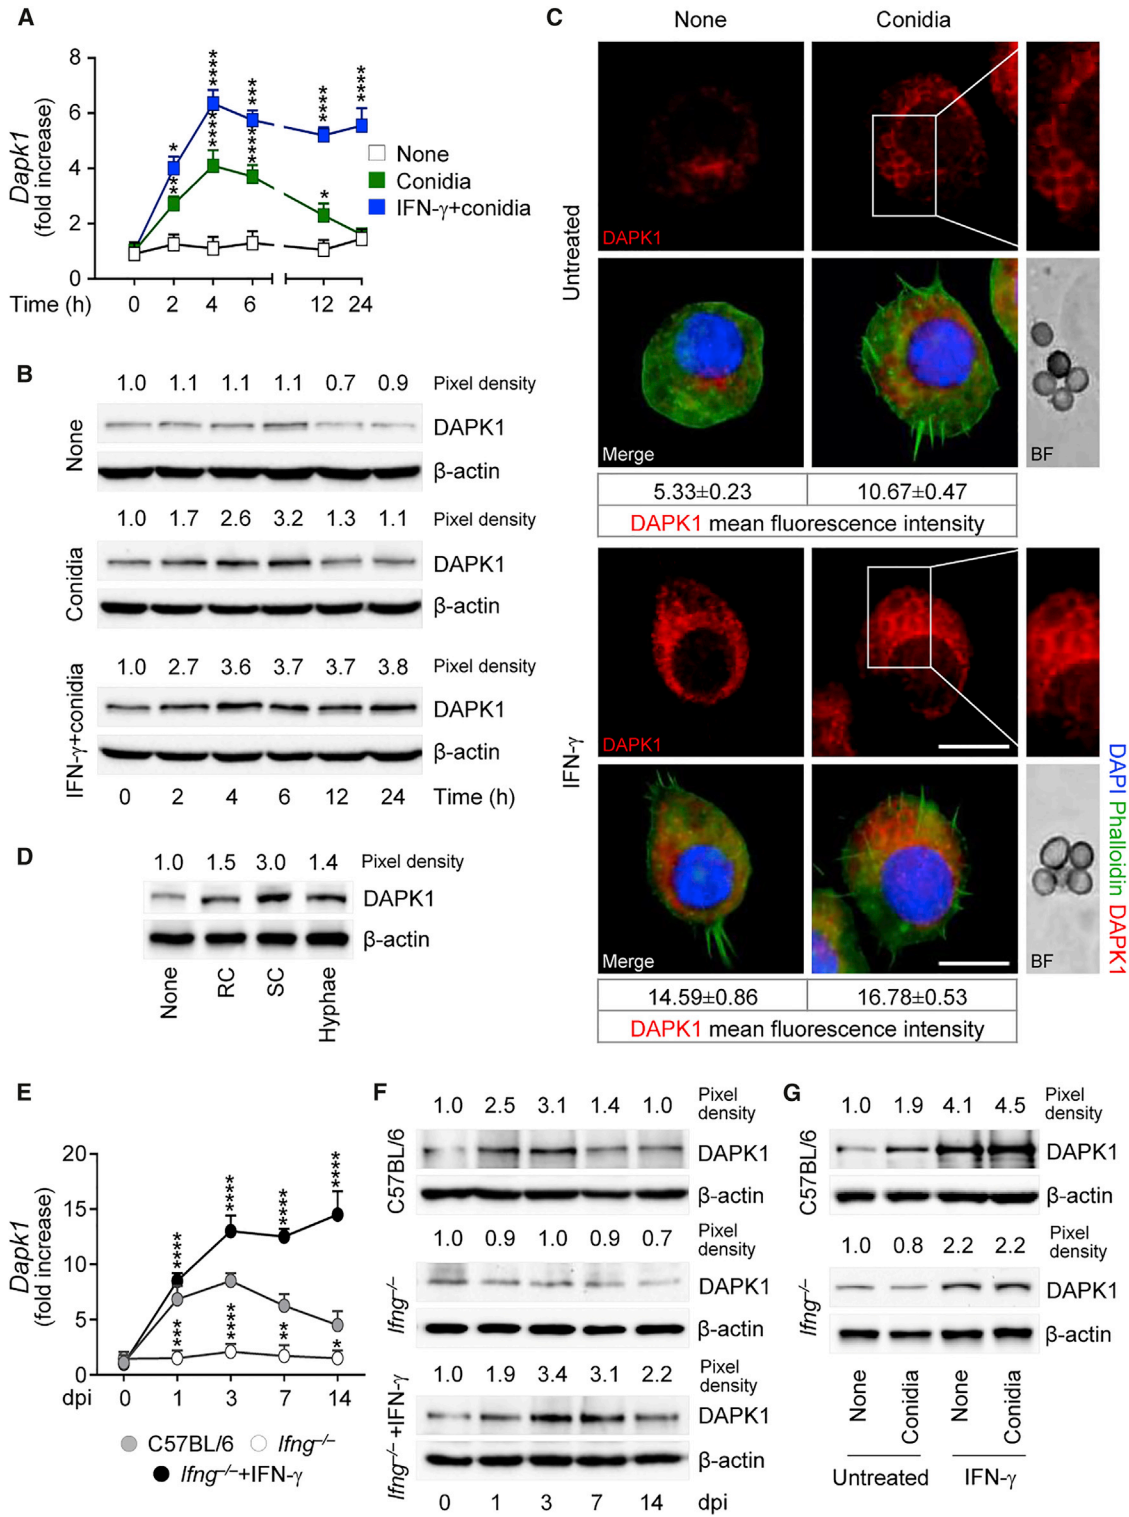 A
Dapk1
(fold increase)
8
6
4
2
0
**** *** **** ****
* **** ****
** *
None
Conidia
IFN-γ+conidia
Time (h) 0 2 4 6 12 24
B
None
1.0 1.1 1.1 1.1 0.7 0.9 Pixel density
DAPK1
β-actin
Conidia
1.0 1.7 2.6 3.2 1.3 1.1 Pixel density
DAPK1
β-actin
IFN-γ+conidia
1.0 2.7 3.6 3.7 3.7 3.8 Pixel density
DAPK1
β-actin
0 2 4 6 12 24 Time (h)
C
None Conidia
Untreated
DAPK1
Merge
BF
5.33±0.23 10.67±0.47
DAPK1 mean fluorescence intensity
IFN-γ
DAPK1
Merge
BF
14.59±0.86 16.78±0.53
DAPK1 mean fluorescence intensity
DAPI Phalloidin DAPK1
D
1.0 1.5 3.0 1.4 Pixel density
DAPK1
β-actin
None RC SC Hyphae
E
Dapk1
(fold increase)
20
15
10
5
0
**** **** **** ****
*** **** ** *
dpi 0 1 3 7 14
C57BL/6 Ifng–/–
Ifng–/–+IFN-γ
F
C57BL/6
1.0 2.5 3.1 1.4 1.0 Pixel
density
DAPK1
β-actin
Ifng–/–
1.0 0.9 1.0 0.9 0.7 Pixel
density
DAPK1
β-actin
Ifng–/–+IFN-γ
1.0 1.9 3.4 3.1 2.2 Pixel
density
DAPK1
β-actin
0 1 3 7 14 dpi
G
C57BL/6
1.0 1.9 4.1 4.5 Pixel
density
DAPK1
β-actin
Ifng–/–
1.0 0.8 2.2 2.2 Pixel
density
DAPK1
β-actin
None Conidia None Conidia
Untreated IFN-γ